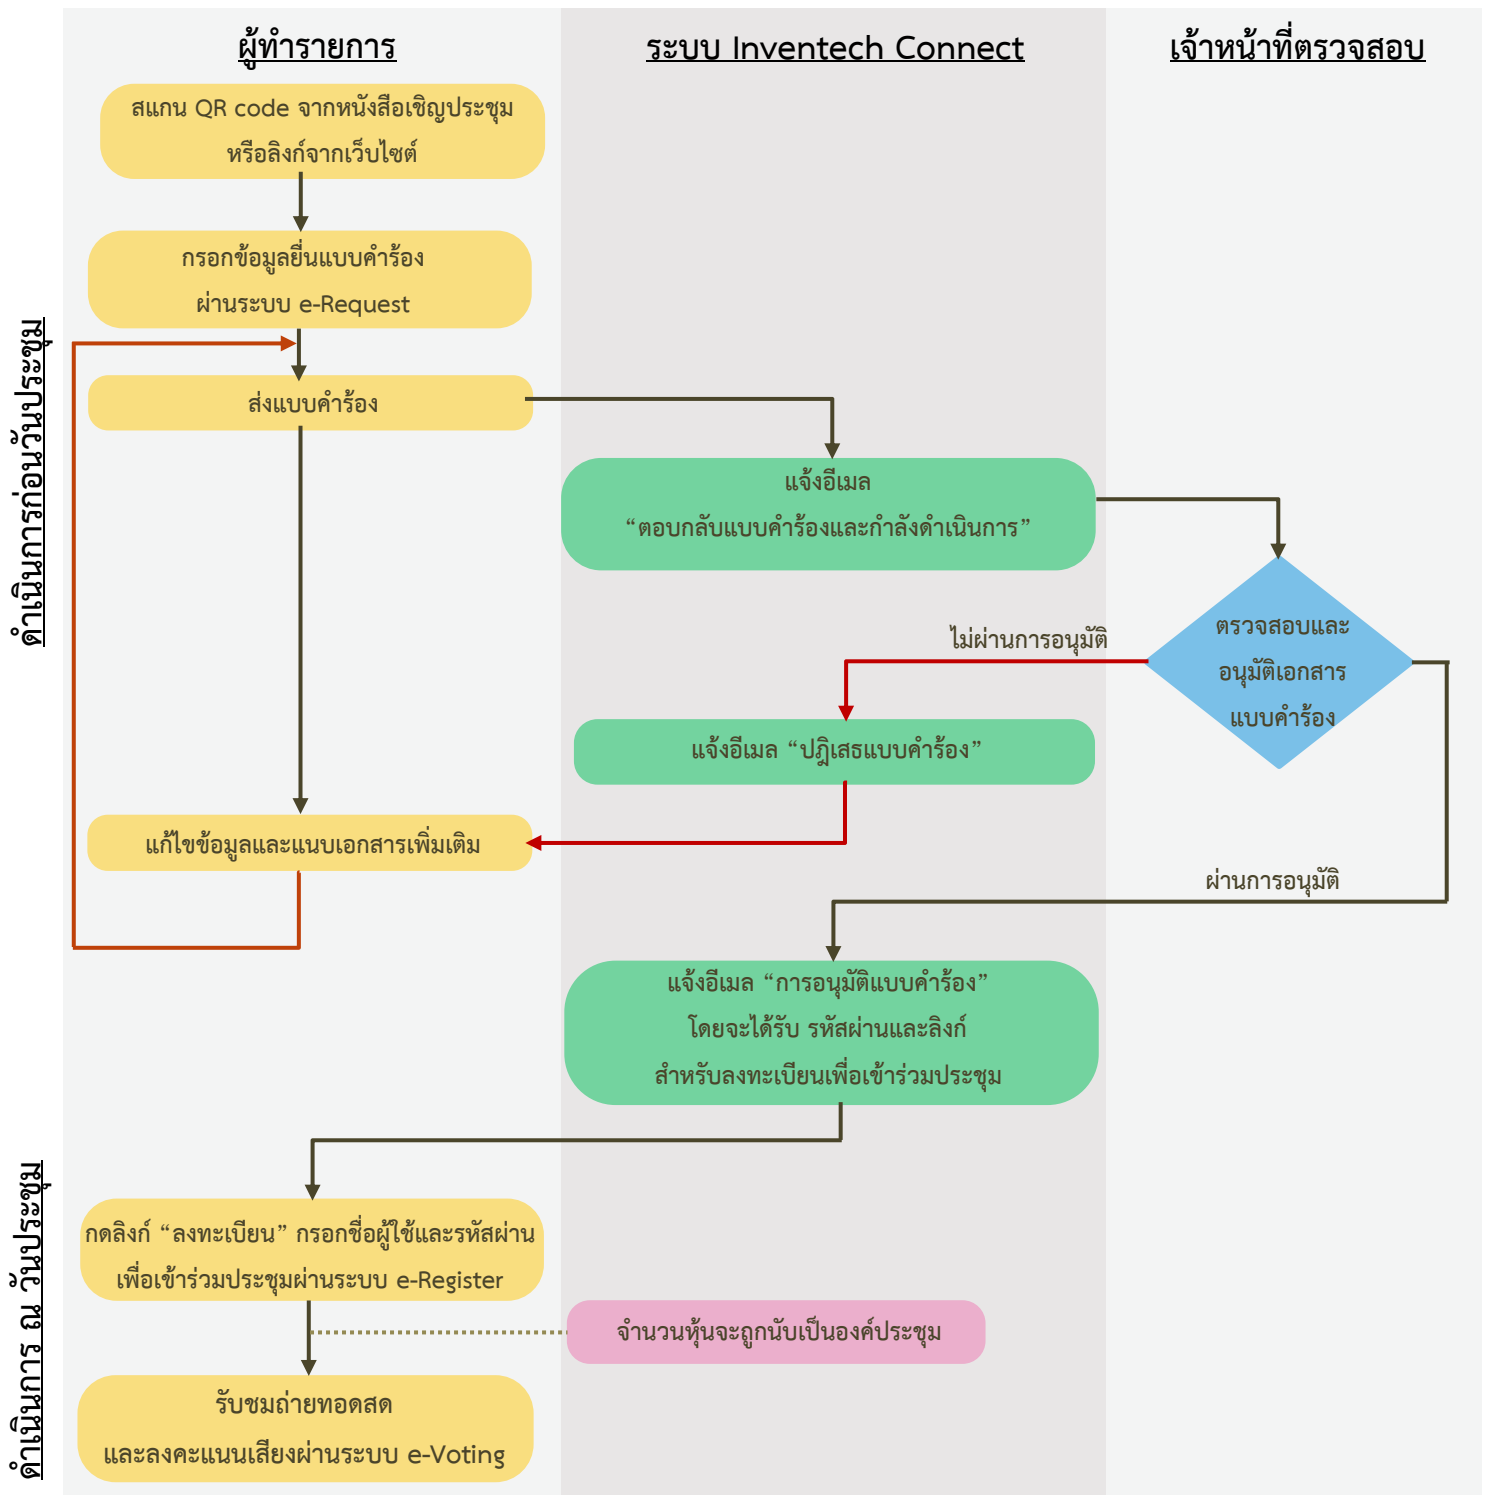 ผู้ทำรายการ
ระบบ Inventech Connect
เจ้าหน้าที่ตรวจสอบ
ดำเนินการก่อนวันประชุม
สแกน QR code จากหนังสือเชิญประชุม
หรือลิงก์จากเว็บไซต์
กรอกข้อมูลยื่นแบบคำร้อง
ผ่านระบบ e-Request
ส่งแบบคำร้อง
แจ้งอีเมล
“ตอบกลับแบบคำร้องและกำลังดำเนินการ”
ตรวจสอบและ
อนุมัติเอกสาร
แบบคำร้อง
ไม่ผ่านการอนุมัติ
แจ้งอีเมล “ปฎิเสธแบบคำร้อง”
แก้ไขข้อมูลและแนบเอกสารเพิ่มเติม
ผ่านการอนุมัติ
แจ้งอีเมล “การอนุมัติแบบคำร้อง”
โดยจะได้รับ รหัสผ่านและลิงก์
สำหรับลงทะเบียนเพื่อเข้าร่วมประชุม
ดำเนินการ ณ วันประชุม
กดลิงก์ “ลงทะเบียน” กรอกชื่อผู้ใช้และรหัสผ่าน
เพื่อเข้าร่วมประชุมผ่านระบบ e-Register
จำนวนหุ้นจะถูกนับเป็นองค์ประชุม
รับชมถ่ายทอดสด
และลงคะแนนเสียงผ่านระบบ e-Voting